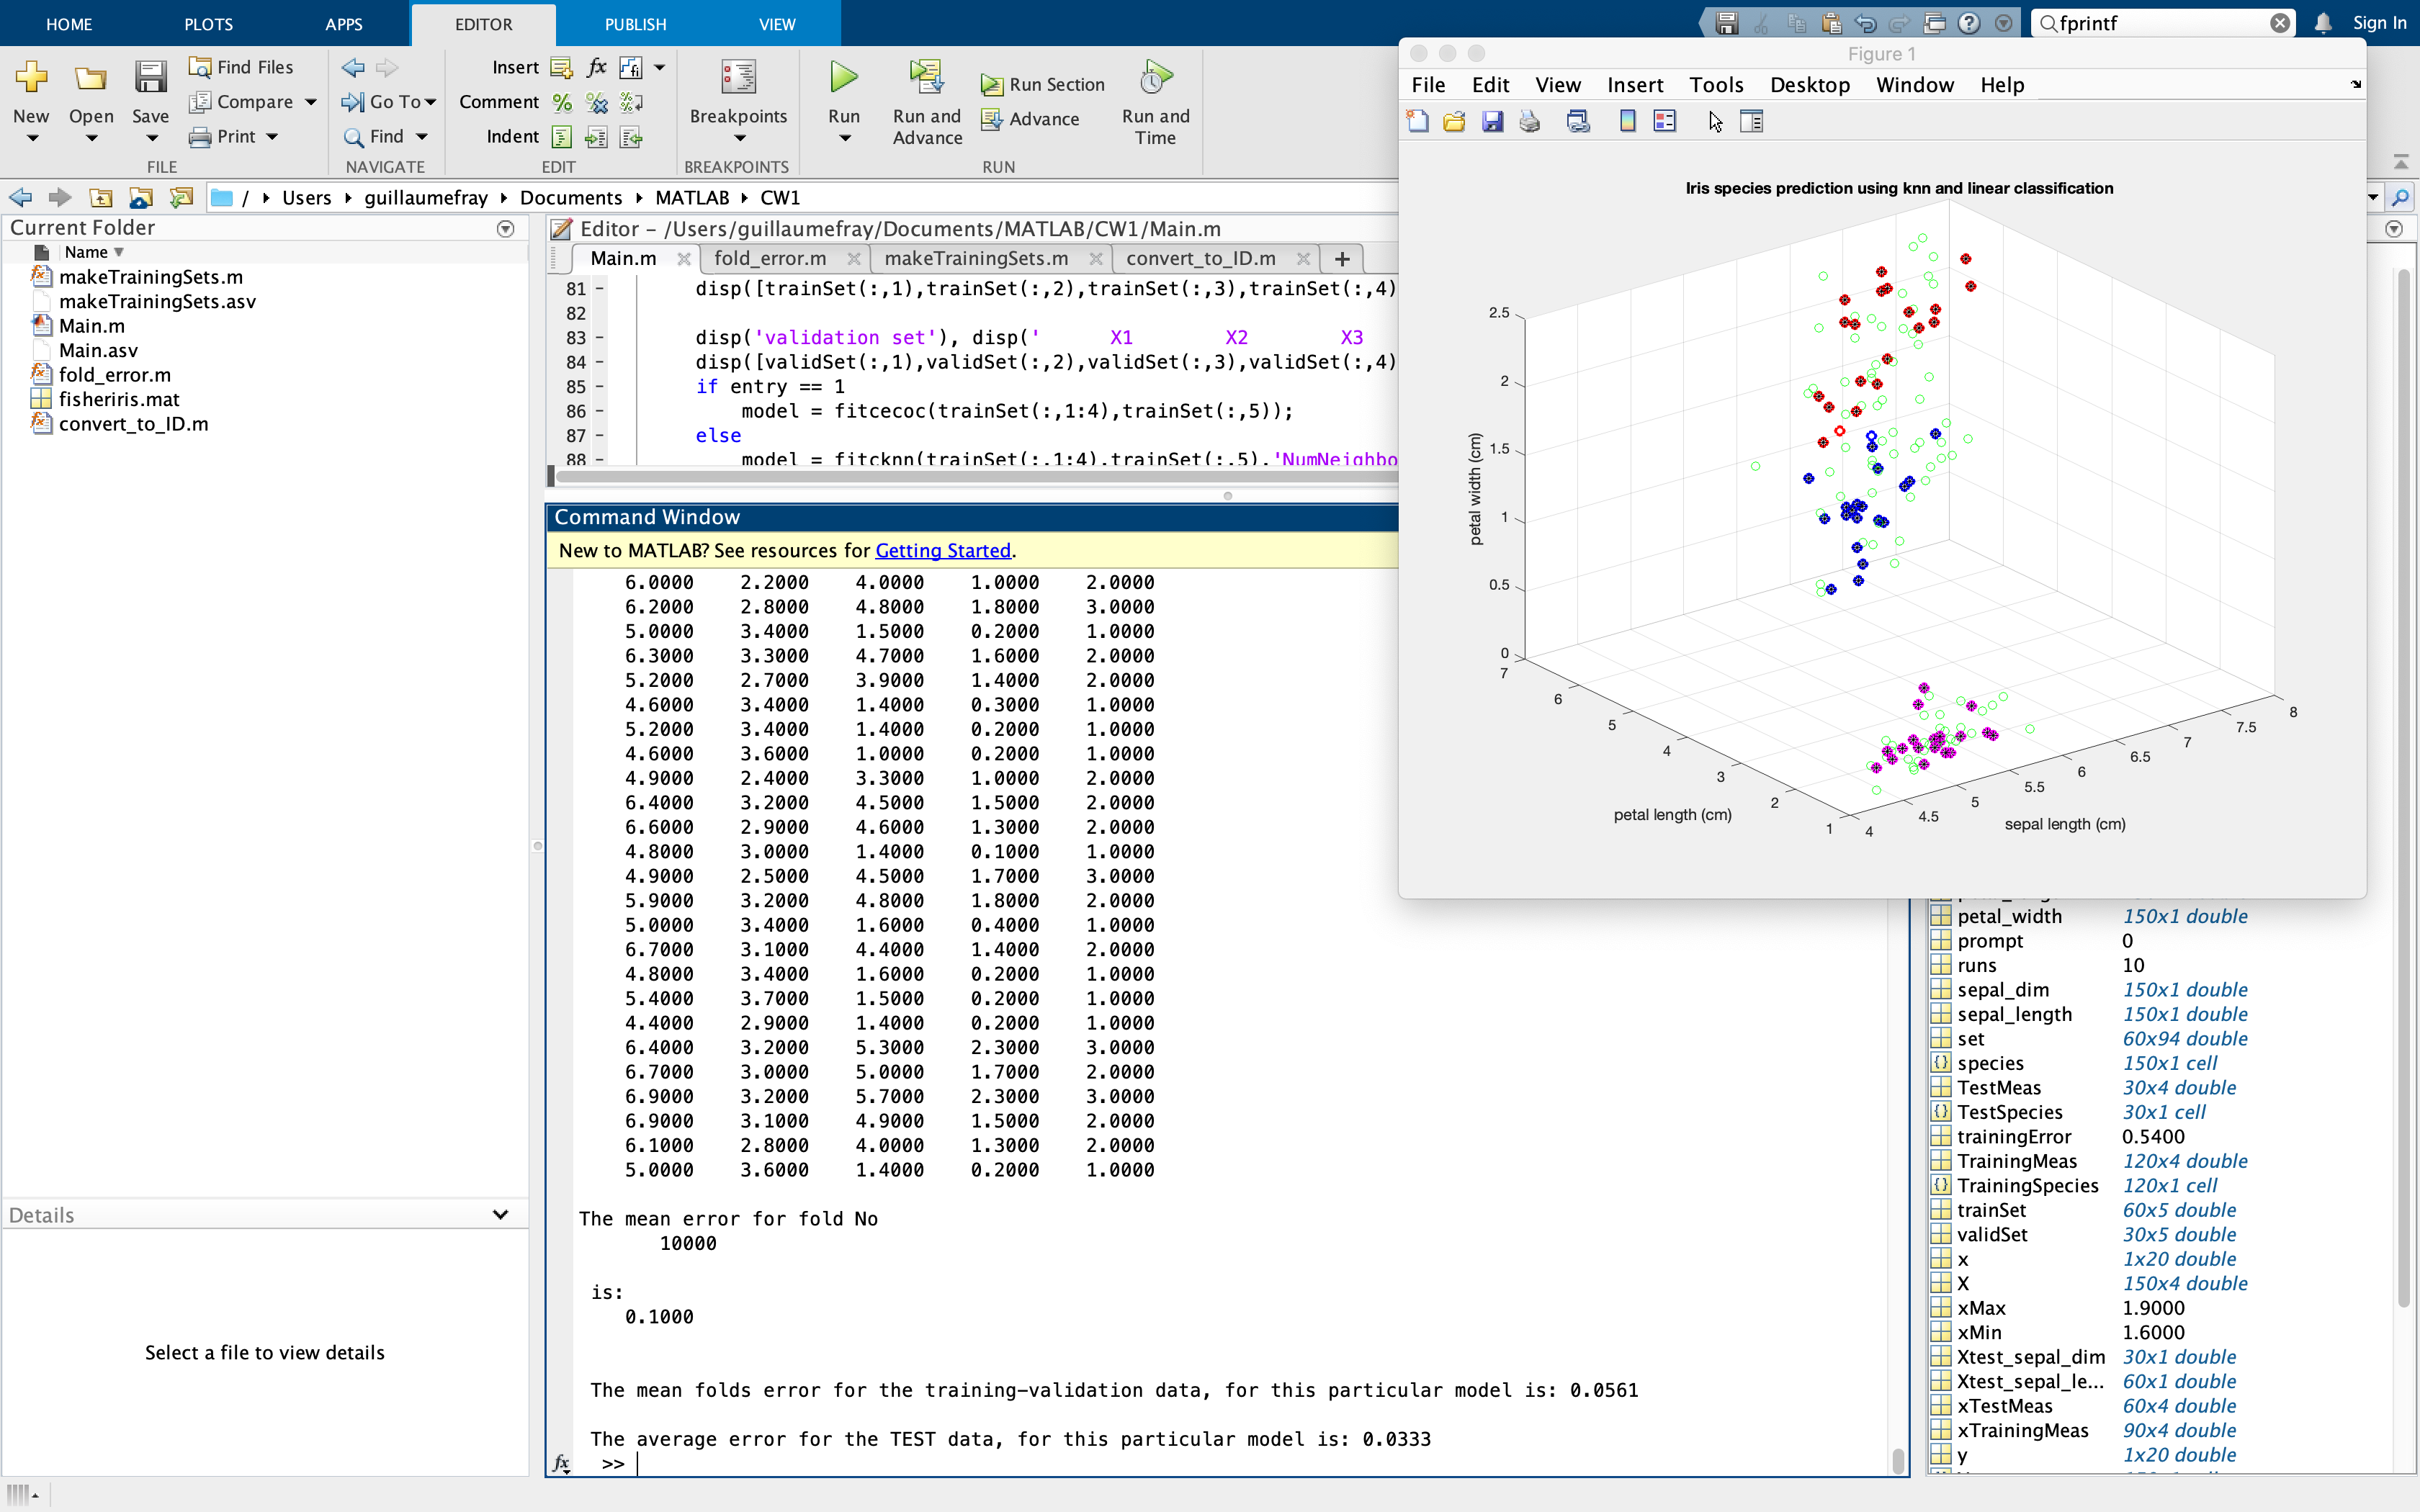 HOME PLOTS APPS EDITOR PUBLISH VIEW
fprintf
Sign In
New
Open
Save
Find Files
Compare
Print
FILE
Go To
Find
NAVIGATE
Insert
Comment
Indent
fx
EDIT
Breakpoints
BREAKPOINTS
Run
Run and Advance
Run Section
Advance
Run and Time
RUN
/ Users guillaumefray Documents MATLAB CW1
Current Folder
Name
makeTrainingSets.m
makeTrainingSets.asv
Main.m
Main.asv
fold_error.m
fisheriris.mat
convert_to_ID.m
Details
Select a file to view details
Editor – /Users/guillaumefray/Documents/MATLAB/CW1/Main.m
Main.m fold_error.m makeTrainingSets.m convert_to_ID.m
81 – disp([trainSet(:,1),trainSet(:,2),trainSet(:,3),trainSet(:,4)
82
83 – disp('validation set'), disp(' X1 X2 X3
84 – disp([validSet(:,1),validSet(:,2),validSet(:,3),validSet(:,4)
85 – if entry == 1
86 – model = fitcecoc(trainSet(:,1:4),trainSet(:,5));
87 – else
88 – model = fitcknn(trainSet(:,1:4),trainSet(:,5),'NumNeighbo
Command Window
New to MATLAB? See resources for Getting Started.
6.0000 2.2000 4.0000 1.0000 2.0000
6.2000 2.8000 4.8000 1.8000 3.0000
5.0000 3.4000 1.5000 0.2000 1.0000
6.3000 3.3000 4.7000 1.6000 2.0000
5.2000 2.7000 3.9000 1.4000 2.0000
4.6000 3.4000 1.4000 0.3000 1.0000
5.2000 3.4000 1.4000 0.2000 1.0000
4.6000 3.6000 1.0000 0.2000 1.0000
4.9000 2.4000 3.3000 1.0000 2.0000
6.4000 3.2000 4.5000 1.5000 2.0000
6.6000 2.9000 4.6000 1.3000 2.0000
4.8000 3.0000 1.4000 0.1000 1.0000
4.9000 2.5000 4.5000 1.7000 3.0000
5.9000 3.2000 4.8000 1.8000 2.0000
5.0000 3.4000 1.6000 0.4000 1.0000
6.7000 3.1000 4.4000 1.4000 2.0000
4.8000 3.4000 1.6000 0.2000 1.0000
5.4000 3.7000 1.5000 0.2000 1.0000
4.4000 2.9000 1.4000 0.2000 1.0000
6.4000 3.2000 5.3000 2.3000 3.0000
6.7000 3.0000 5.0000 1.7000 2.0000
6.9000 3.2000 5.7000 2.3000 3.0000
6.9000 3.1000 4.9000 1.5000 2.0000
6.1000 2.8000 4.0000 1.3000 2.0000
5.0000 3.6000 1.4000 0.2000 1.0000
The mean error for fold No
10000
is:
0.1000
The mean folds error for the training-validation data, for this particular model is: 0.0561
The average error for the TEST data, for this particular model is: 0.0333
fx >>
Figure 1
File Edit View Insert Tools Desktop Window Help
Iris species prediction using knn and linear classification
petal width (cm)
2.5
2
1.5
1
0.5
0
7
6
5
4
3
2
1
petal length (cm)
4
4.5
5
5.5
6
6.5
7
7.5
8
sepal length (cm)
petal_width 150x1 double
prompt 0
runs 10
sepal_dim 150x1 double
sepal_length 150x1 double
set 60x94 double
species 150x1 cell
TestMeas 30x4 double
TestSpecies 30x1 cell
trainingError 0.5400
TrainingMeas 120x4 double
TrainingSpecies 120x1 cell
trainSet 60x5 double
validSet 30x5 double
x 1x20 double
X 150x4 double
xMax 1.9000
xMin 1.6000
Xtest_sepal_dim 30x1 double
Xtest_sepal_le... 60x1 double
xTestMeas 60x4 double
xTrainingMeas 90x4 double
y 1x20 double